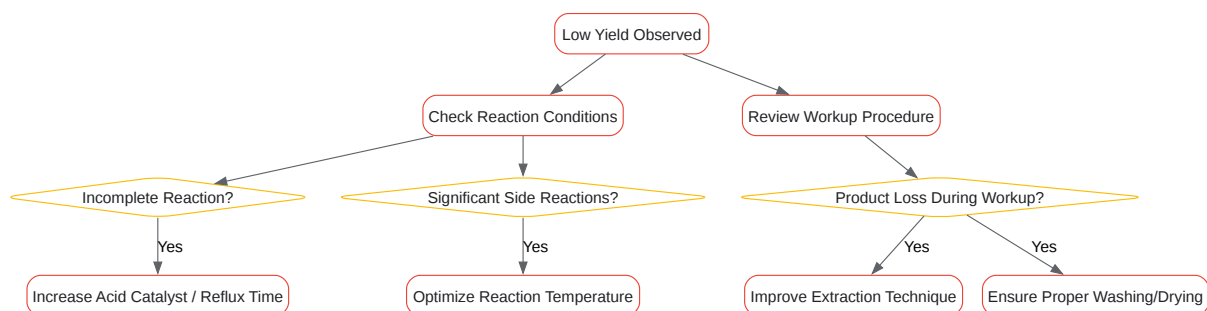 Low Yield Observed
Check Reaction Conditions
Review Workup Procedure
Incomplete Reaction?
Significant Side Reactions?
Product Loss During Workup?
Yes
Yes
Yes
Yes
Increase Acid Catalyst / Reflux Time
Optimize Reaction Temperature
Improve Extraction Technique
Ensure Proper Washing/Drying